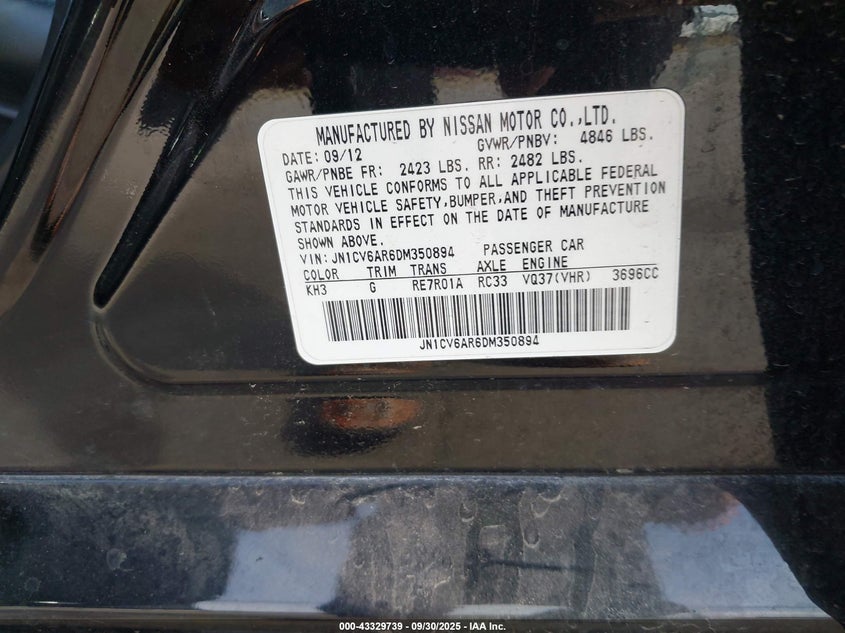 MANUFACTURED BY NISSAN MOTOR CO.,LTD.
DATE: 09/12 GVWR/PNBV: 4846 LBS.
GAWR/PNBE FR: 2423 LBS. RR: 2482 LBS.
THIS VEHICLE CONFORMS TO ALL APPLICABLE FEDERAL
MOTOR VEHICLE SAFETY,BUMPER,AND THEFT PREVENTION
STANDARDS IN EFFECT ON THE DATE OF MANUFACTURE
SHOWN ABOVE.
VIN: JN1CV6AR6DM350894 PASSENGER CAR
COLOR TRIM TRANS AXLE ENGINE
KH3 G RE7R01A RC33 VQ37(VHR) 3696CC
JN1CV6AR6DM350894
000-43329739 - 09/30/2025 - IAA Inc.